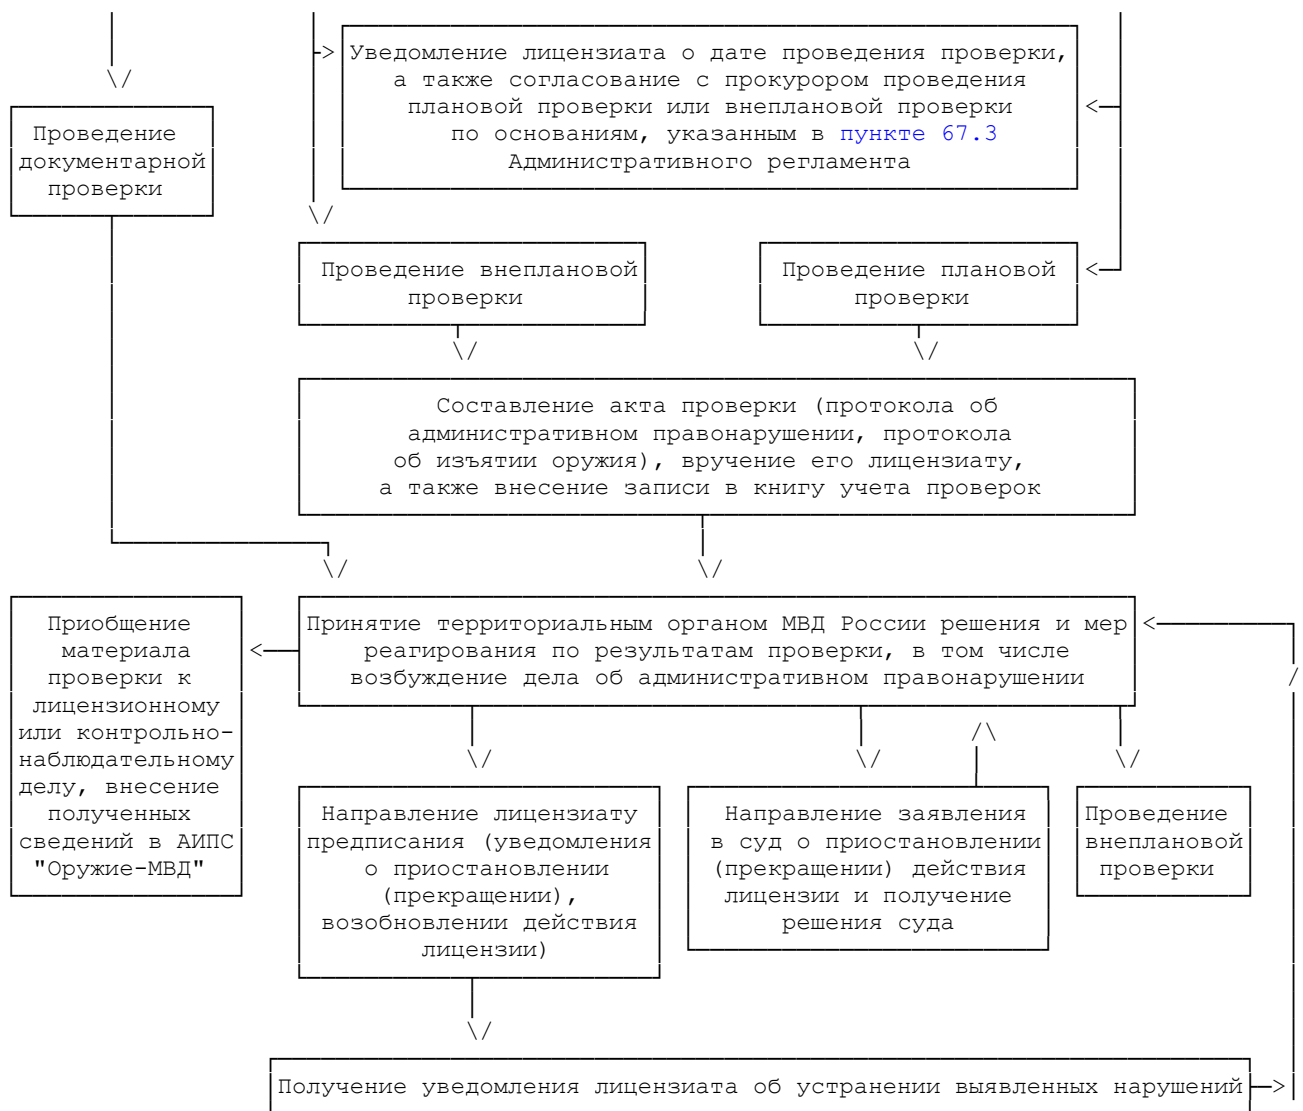 Уведомление лицензиата о дате проведения проверки,
а также согласование с прокурором проведения
плановой проверки или внеплановой проверки
по основаниям, указанным в пункте 67.3
Административного регламента
Проведение
документарной
проверки
Проведение внеплановой
проверки
Проведение плановой
проверки
Составление акта проверки (протокола об
административном правонарушении, протокола
об изъятии оружия), вручение его лицензиату,
а также внесение записи в книгу учета проверок
Приобщение
материала
проверки к
лицензионному
или контрольно-
наблюдательному
делу, внесение
полученных
сведений в АИПС
"Оружие-МВД"
Принятие территориальным органом МВД России решения и мер
реагирования по результатам проверки, в том числе
возбуждение дела об административном правонарушении
Направление лицензиату
предписания (уведомления
о приостановлении
(прекращении),
возобновлении действия
лицензии)
Направление заявления
в суд о приостановлении
(прекращении) действия
лицензии и получение
решения суда
Проведение
внеплановой
проверки
Получение уведомления лицензиата об устранении выявленных нарушений